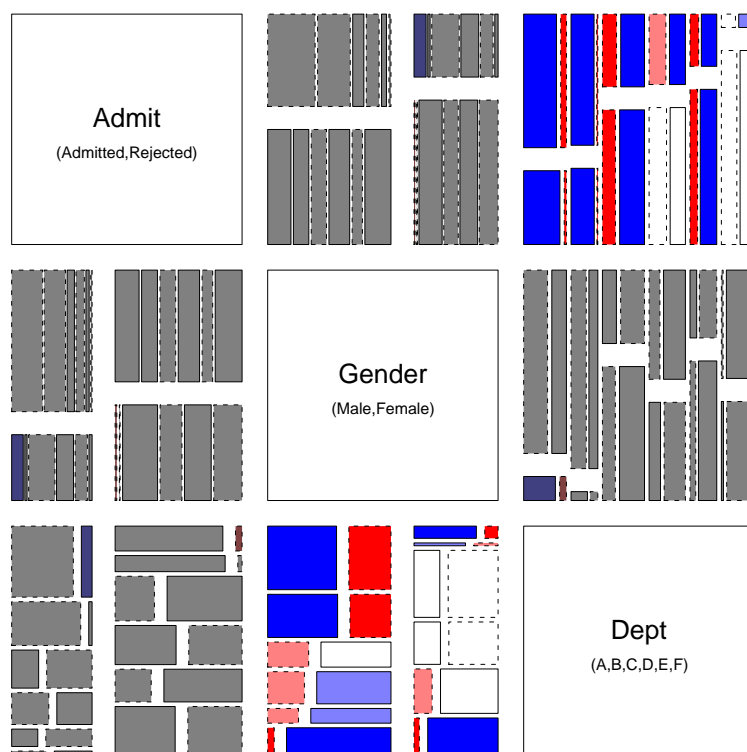 Admit
(Admitted,Rejected)
Gender
(Male,Female)
Dept
(A,B,C,D,E,F)